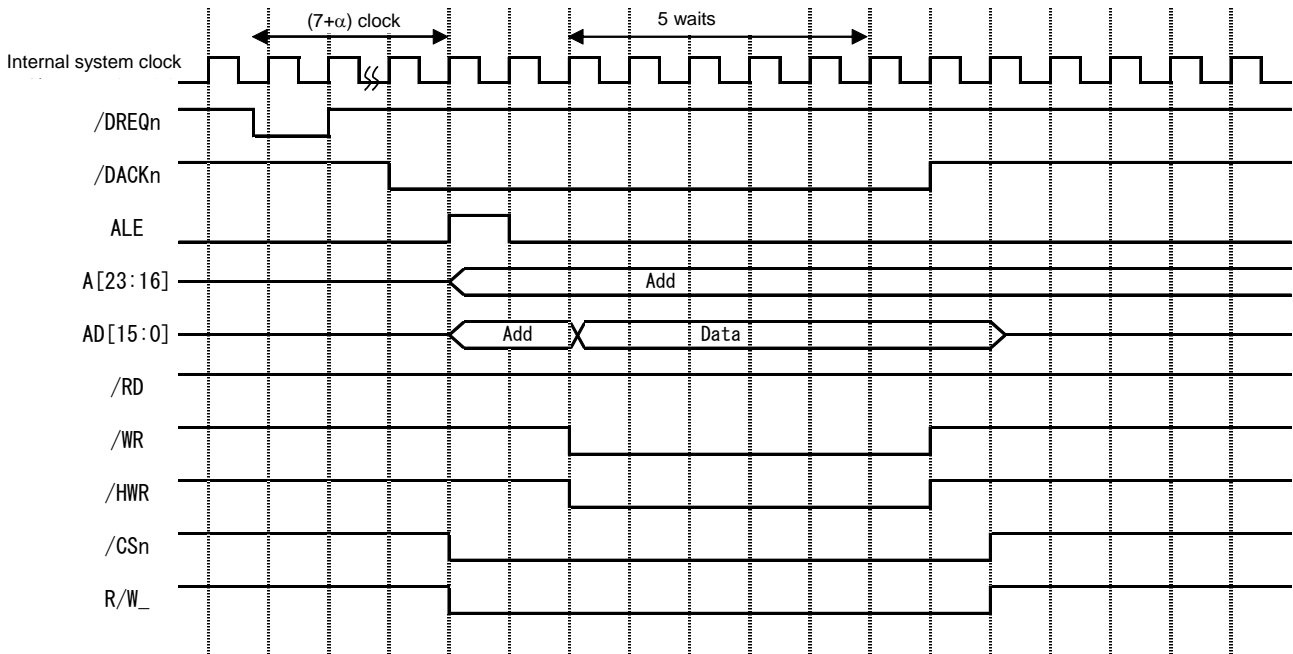 (7+α) clock
5 waits
Internal system clock
/DREQn
/DACKn
ALE
A[23:16]
Add
AD[15:0]
Add
Data
/RD
/WR
/HWR
/CSn
R/W_